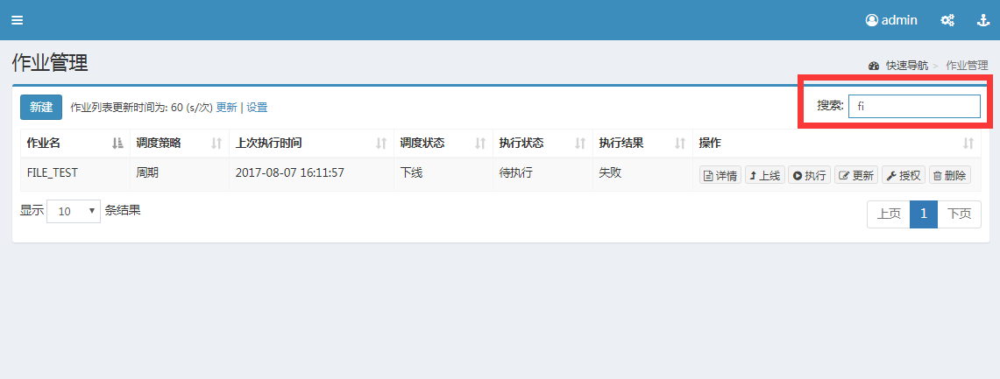 admin
作业管理
快速导航 > 作业管理
新建 作业列表更新时间为: 60 (s/次) 更新 | 设置
搜索: fi
作业名 调度策略 上次执行时间 调度状态 执行状态 执行结果 操作
FILE_TEST 周期 2017-08-07 16:11:57 下线 待执行 失败 详情 上线 执行 更新 授权 删除
显示 10 条结果
上页 1 下页